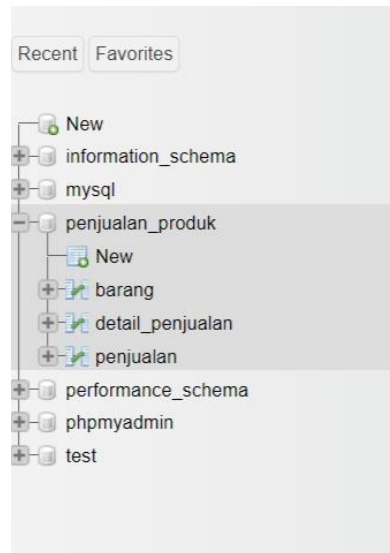 Recent Favorites
New
information_schema
mysql
penjualan_produk
New
barang
detail_penjualan
penjualan
performance_schema
phpmyadmin
test